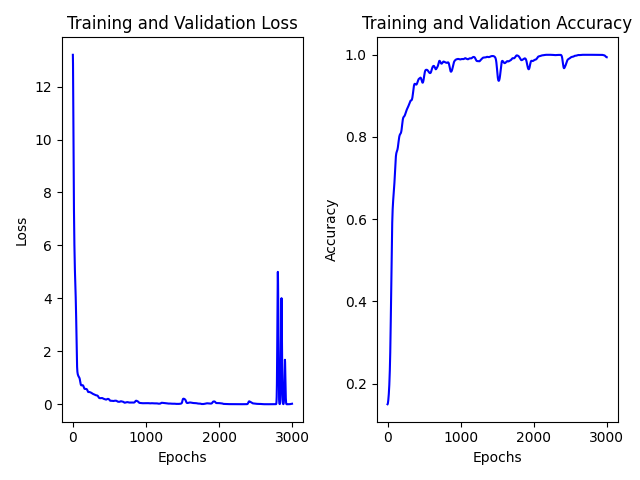 Training and Validation Loss
Loss
12
10
8
6
4
2
0
0 1000 2000 3000
Epochs
Training and Validation Accuracy
Accuracy
1.0
0.8
0.6
0.4
0.2
0 1000 2000 3000
Epochs